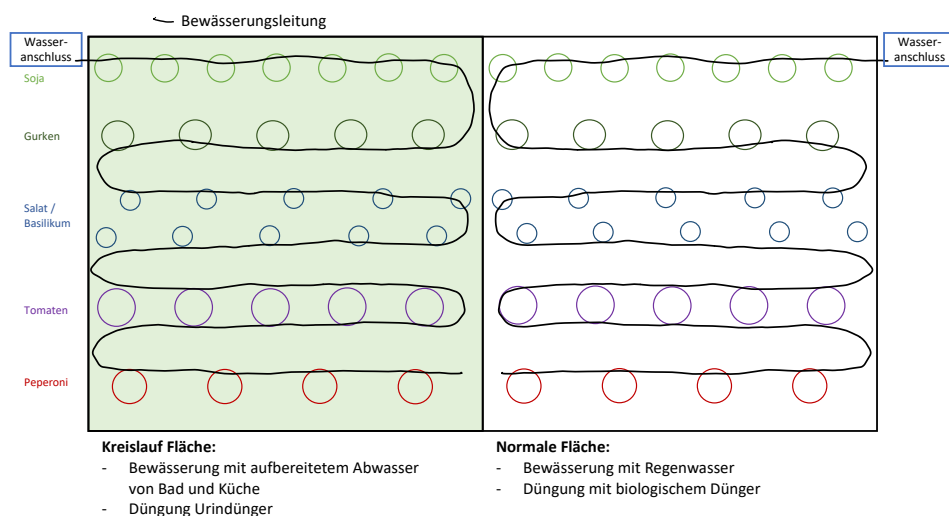 Bewässerungsleitung
Wasser-
anschluss
Wasser-
anschluss
Soja
Gurken
Salat /
Basilikum
Tomaten
Peperoni
Kreislauf Fläche:
- Bewässerung mit aufbereitetem Abwasser
von Bad und Küche
- Düngung Urindünger
Normale Fläche:
- Bewässerung mit Regenwasser
- Düngung mit biologischem Dünger